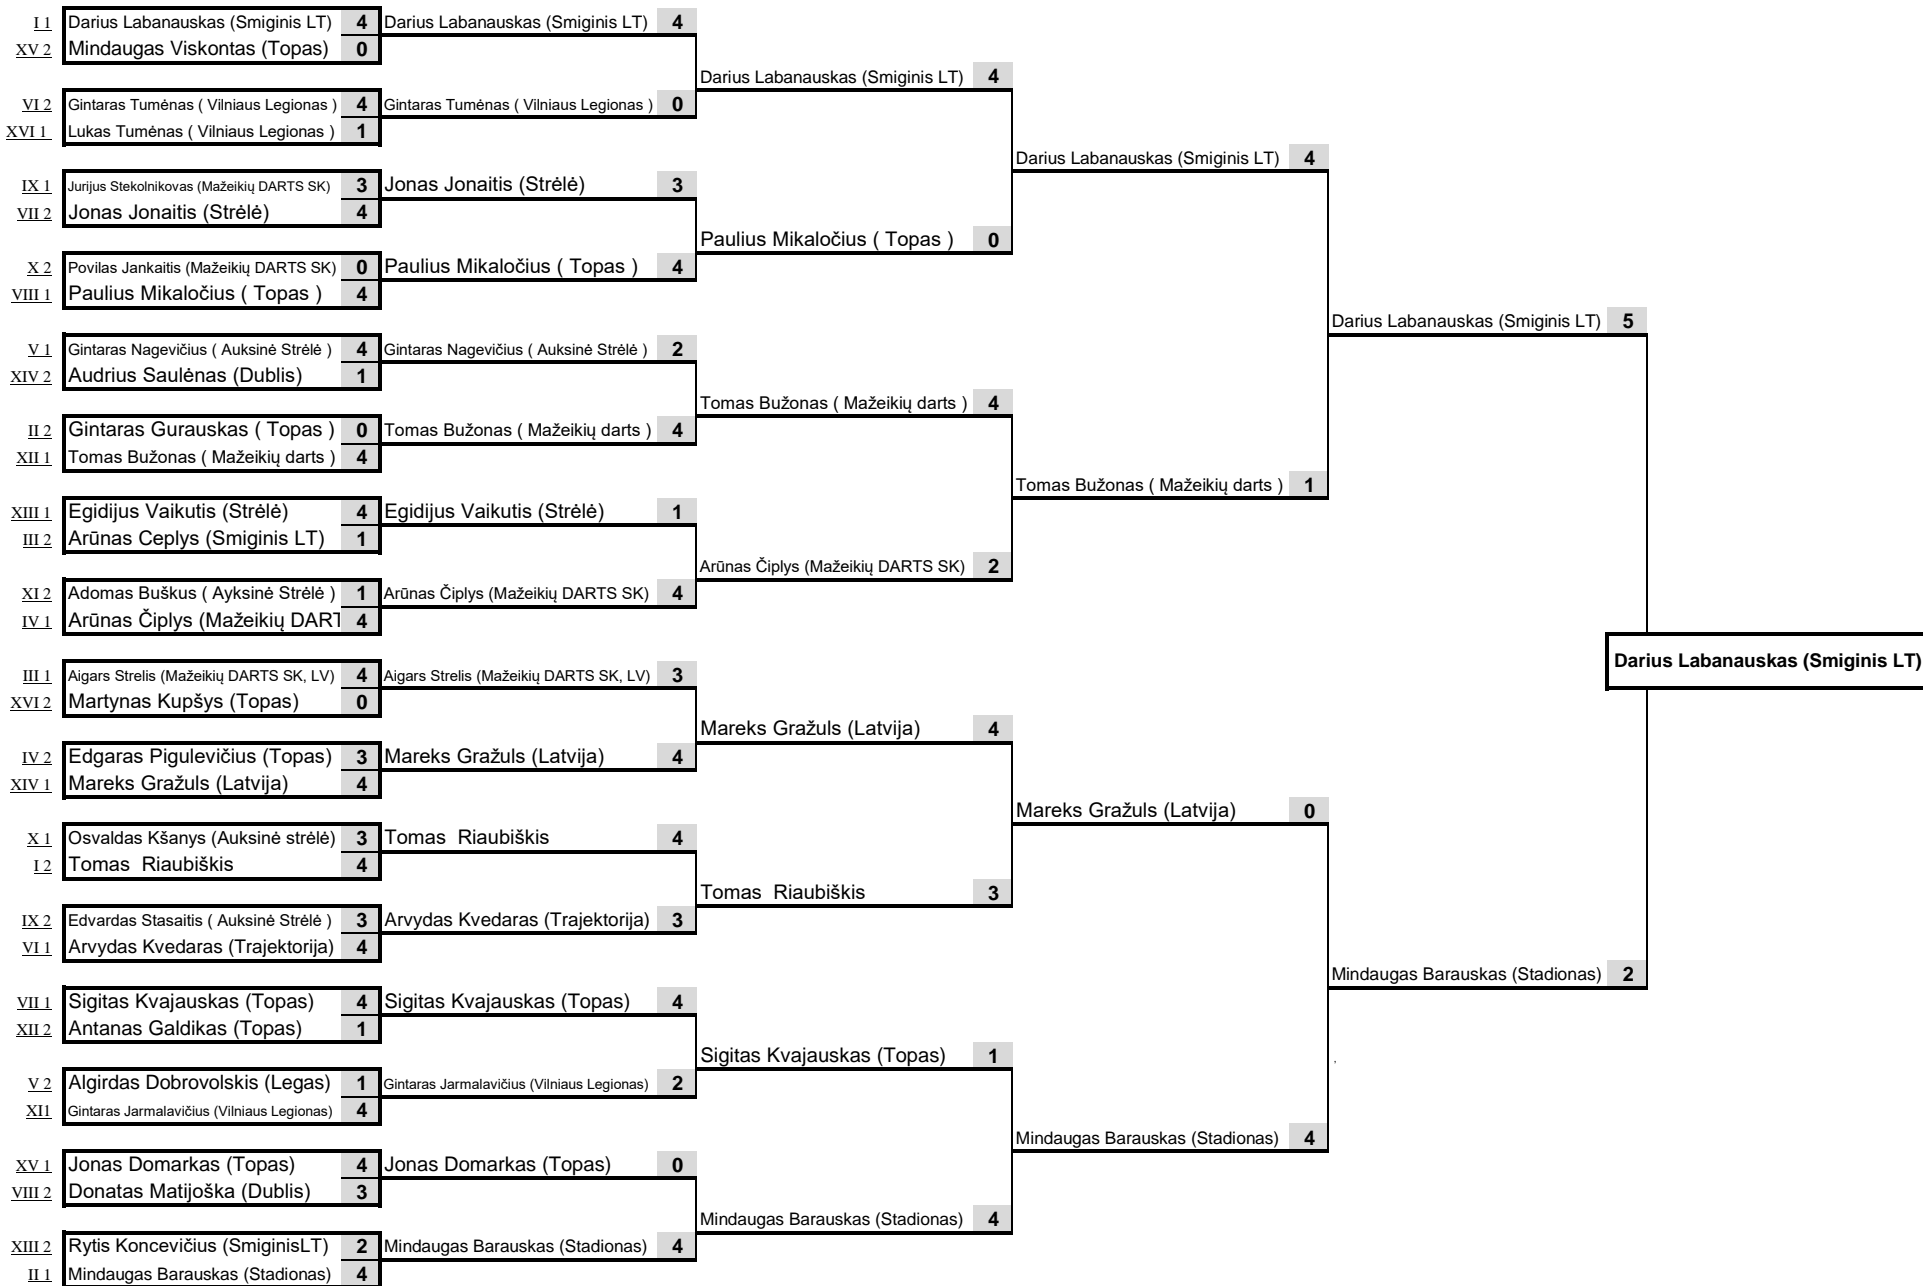 I 1 Darius Labanauskas (Smiginis LT) 4 Darius Labanauskas (Smiginis LT) 4
XV 2 Mindaugas Viskontas (Topas) 0
Darius Labanauskas (Smiginis LT) 4
VI 2 Gintaras Tumėnas ( Vilniaus Legionas ) 4 Gintaras Tumėnas ( Vilniaus Legionas ) 0
XVI 1 Lukas Tumėnas ( Vilniaus Legionas ) 1
Darius Labanauskas (Smiginis LT) 4
IX 1 Jurijus Stekolnikovas (Mažeikių DARTS SK) 3 Jonas Jonaitis (Strėlė) 3
VII 2 Jonas Jonaitis (Strėlė) 4
Paulius Mikaločius ( Topas ) 0
X 2 Povilas Jankaitis (Mažeikių DARTS SK) 0 Paulius Mikaločius ( Topas ) 4
VIII 1 Paulius Mikaločius ( Topas ) 4
Darius Labanauskas (Smiginis LT) 5
V 1 Gintaras Nagevičius ( Auksinė Strėlė ) 4 Gintaras Nagevičius ( Auksinė Strėlė ) 2
XIV 2 Audrius Saulėnas (Dublis) 1
Tomas Bužonas ( Mažeikių darts ) 4
II 2 Gintaras Gurauskas ( Topas ) 0 Tomas Bužonas ( Mažeikių darts ) 4
XII 1 Tomas Bužonas ( Mažeikių darts ) 4
Tomas Bužonas ( Mažeikių darts ) 1
XIII 1 Egidijus Vaikutis (Strėlė) 4 Egidijus Vaikutis (Strėlė) 1
III 2 Arūnas Ceplys (Smiginis LT) 1
Arūnas Čiplys (Mažeikių DARTS SK) 2
XI 2 Adomas Buškus ( Ayksinė Strėlė ) 1 Arūnas Čiplys (Mažeikių DARTS SK) 4
IV 1 Arūnas Čiplys (Mažeikių DART 4
Darius Labanauskas (Smiginis LT)
III 1 Aigars Strelis (Mažeikių DARTS SK, LV) 4 Aigars Strelis (Mažeikių DARTS SK, LV) 3
XVI 2 Martynas Kupšys (Topas) 0
Mareks Gražuls (Latvija) 4
IV 2 Edgaras Pigulevičius (Topas) 3 Mareks Gražuls (Latvija) 4
XIV 1 Mareks Gražuls (Latvija) 4
Mareks Gražuls (Latvija) 0
X 1 Osvaldas Kšanys (Auksinė strėlė) 3 Tomas Riaubiškis 4
I 2 Tomas Riaubiškis 4
Tomas Riaubiškis 3
IX 2 Edvardas Stasaitis ( Auksinė Strėlė ) 3 Arvydas Kvedaras (Trajektorija) 3
VI 1 Arvydas Kvedaras (Trajektorija) 4
Mindaugas Barauskas (Stadionas) 2
VII 1 Sigitas Kvajauskas (Topas) 4 Sigitas Kvajauskas (Topas) 4
XII 2 Antanas Galdikas (Topas) 1
Sigitas Kvajauskas (Topas) 1
V 2 Algirdas Dobrovolskis (Legas) 1 Gintaras Jarmalavičius (Vilniaus Legionas) 2
XI1 Gintaras Jarmalavičius (Vilniaus Legionas) 4
Mindaugas Barauskas (Stadionas) 4
XV 1 Jonas Domarkas (Topas) 4 Jonas Domarkas (Topas) 0
VIII 2 Donatas Matijoška (Dublis) 3
Mindaugas Barauskas (Stadionas) 4
XIII 2 Rytis Koncevičius (SmiginisLT) 2 Mindaugas Barauskas (Stadionas) 4
II 1 Mindaugas Barauskas (Stadionas) 4